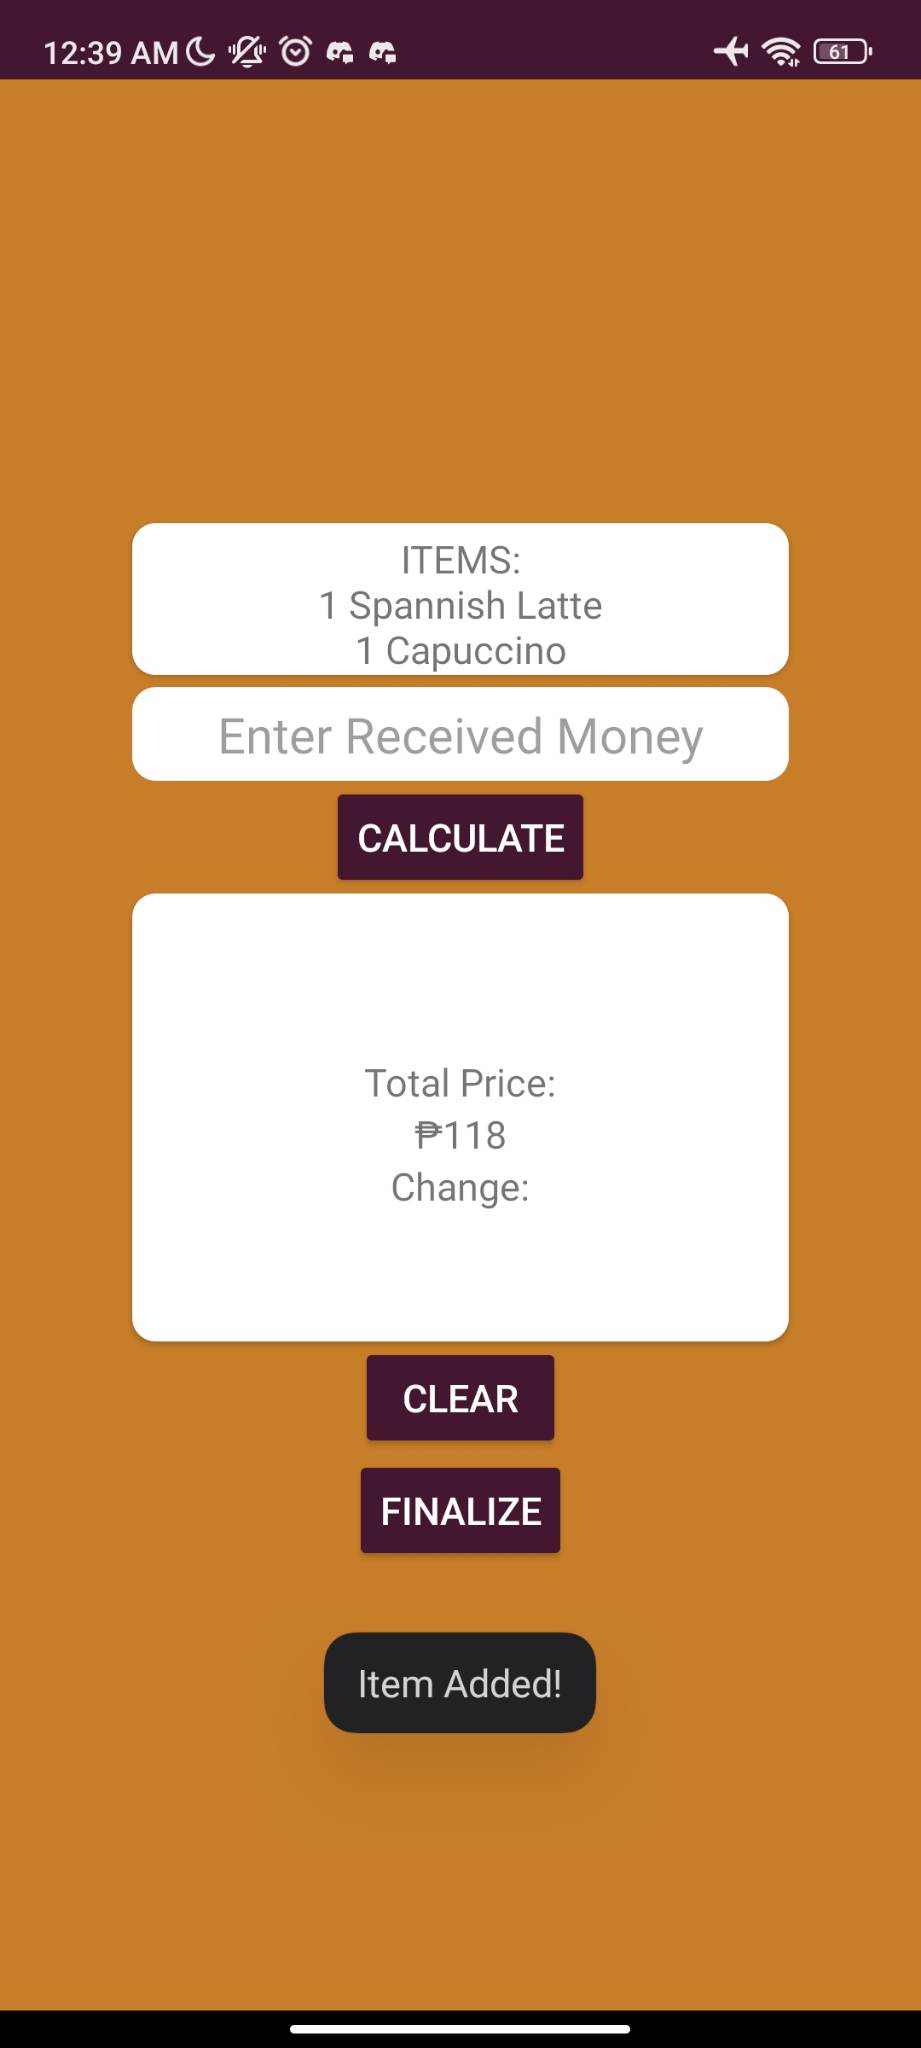 12:39 AM
61
ITEMS:
1 Spannish Latte
1 Capuccino
Enter Received Money
CALCULATE
Total Price:
₱118
Change:
CLEAR
FINALIZE
Item Added!